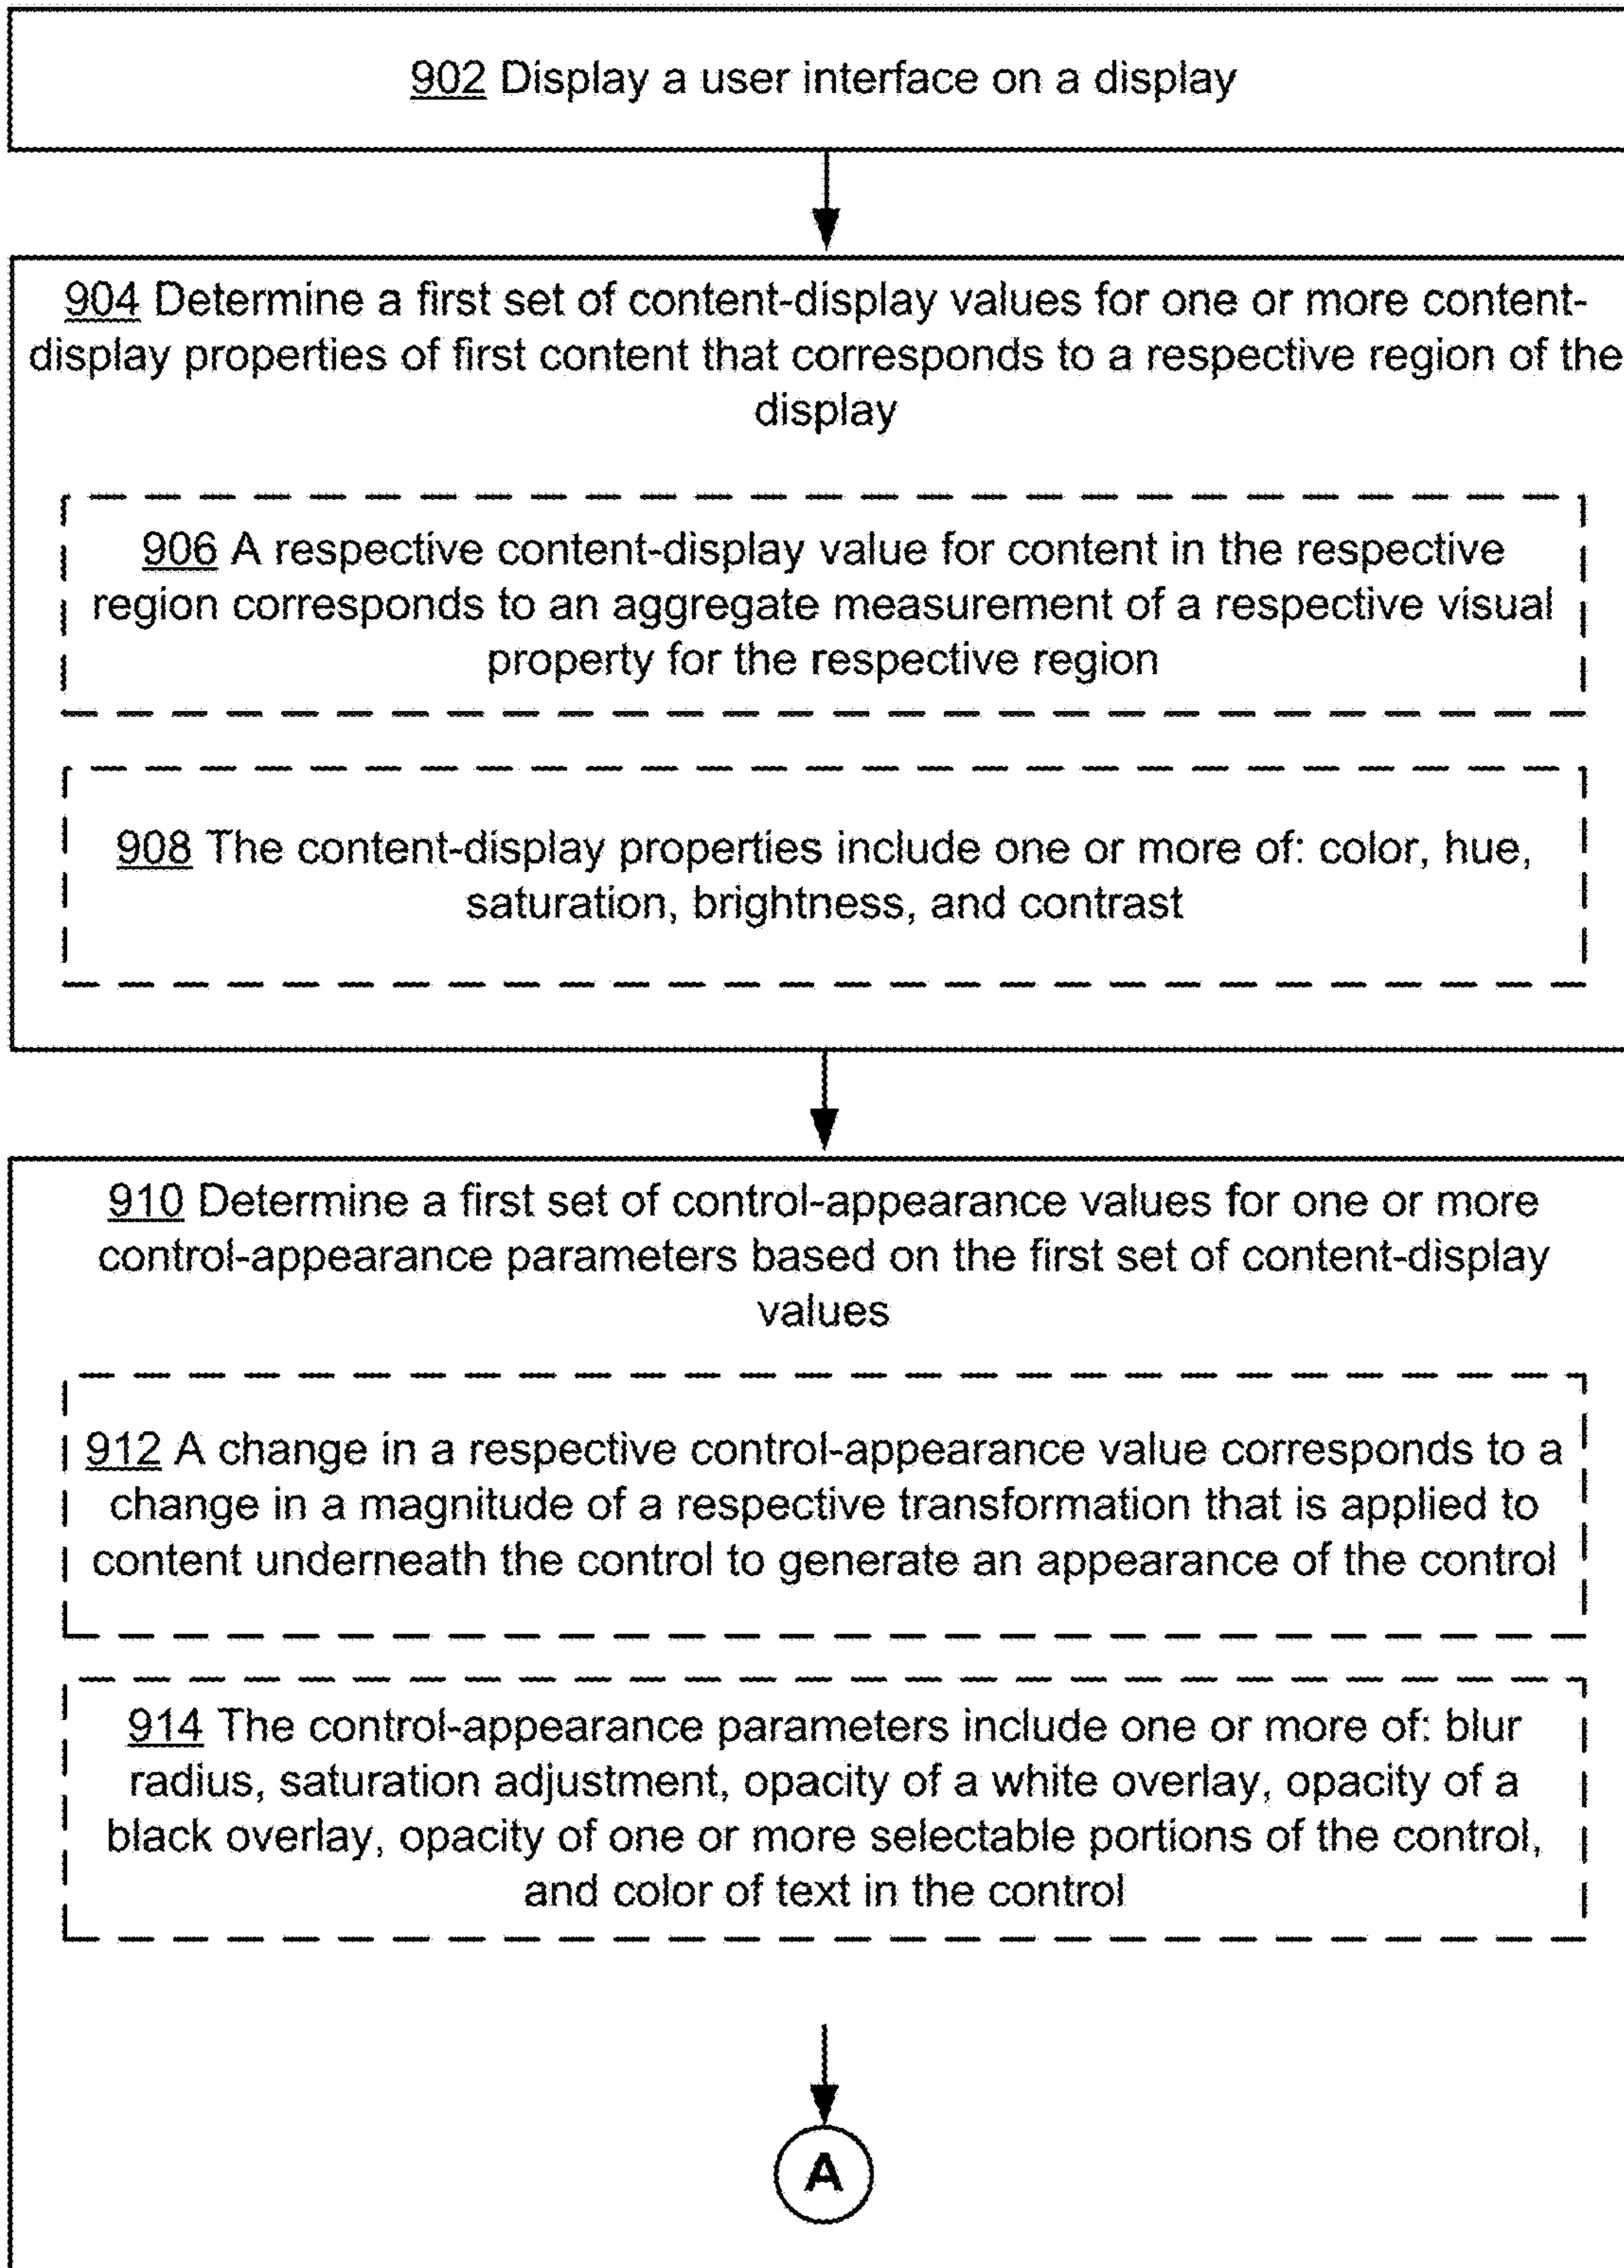 902 Display a user interface on a display
904 Determine a first set of content-display values for one or more content-
display properties of first content that corresponds to a respective region of the
display
906 A respective content-display value for content in the respective
region corresponds to an aggregate measurement of a respective visual
property for the respective region
908 The content-display properties include one or more of: color, hue,
saturation, brightness, and contrast
910 Determine a first set of control-appearance values for one or more
control-appearance parameters based on the first set of content-display
values
912 A change in a respective control-appearance value corresponds to a
change in a magnitude of a respective transformation that is applied to
content underneath the control to generate an appearance of the control
914 The control-appearance parameters include one or more of: blur
radius, saturation adjustment, opacity of a white overlay, opacity of a
black overlay, opacity of one or more selectable portions of the control,
and color of text in the control
A